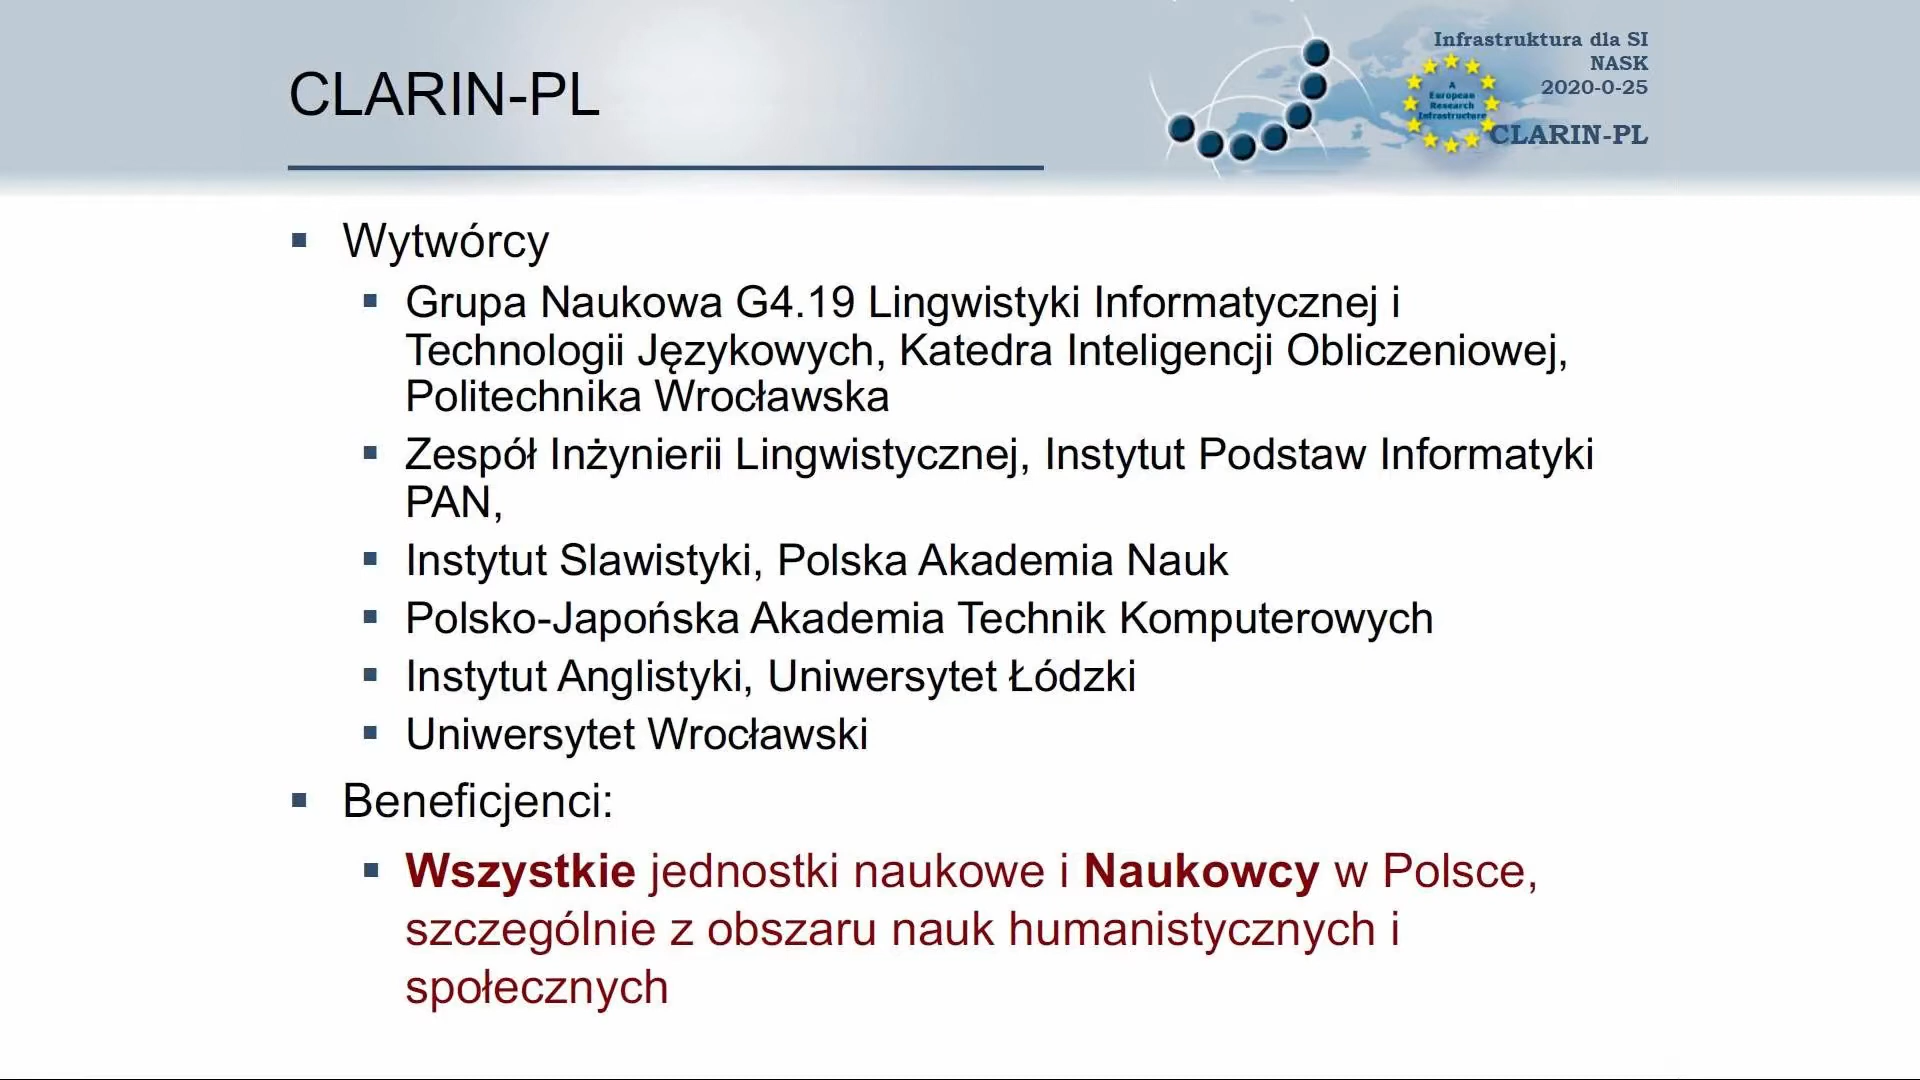 CLARIN-PL
Infrastruktura dla SI
NASK
2020-0-25
CLARIN-PL
A
European
Research
Infrastructure
Wytwórcy
Grupa Naukowa G4.19 Lingwistyki Informatycznej i
Technologii Językowych, Katedra Inteligencji Obliczeniowej,
Politechnika Wrocławska
Zespół Inżynierii Lingwistycznej, Instytut Podstaw Informatyki
PAN,
Instytut Slawistyki, Polska Akademia Nauk
Polsko-Japońska Akademia Technik Komputerowych
Instytut Anglistyki, Uniwersytet Łódzki
Uniwersytet Wrocławski
Beneficjenci:
Wszystkie jednostki naukowe i Naukowcy w Polsce,
szczególnie z obszaru nauk humanistycznych i
społecznych